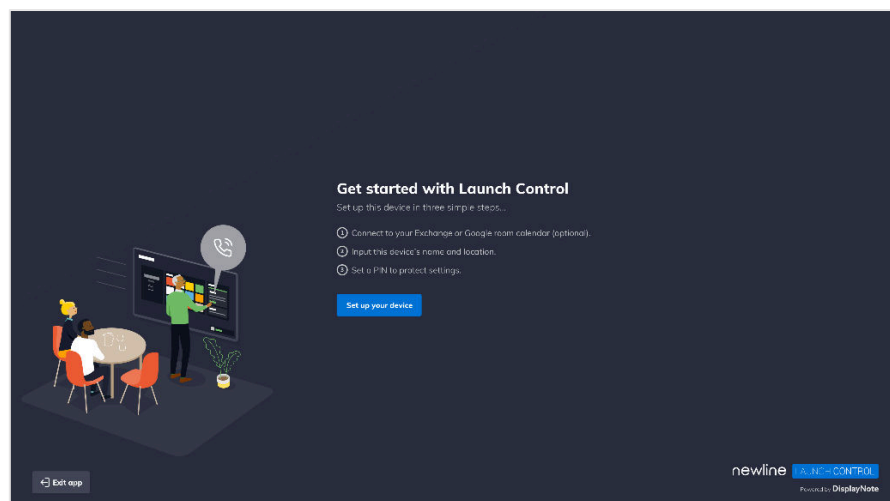 Get started with Launch Control
Set up this device in three simple steps...
1 Connect to your Exchange or Google room calendar (optional).
2 Input this device's name and location.
3 Set a PIN to protect settings.
Set up your device
Exit app
newline LAUNCH CONTROL
Powered by DisplayNote